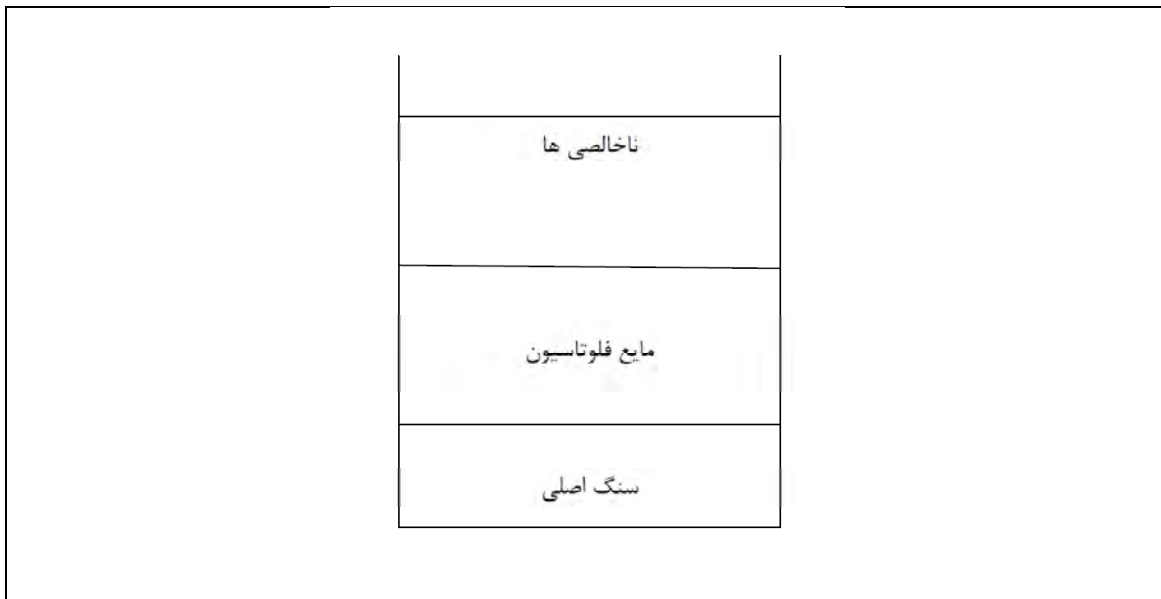 ناخالصی ها
مایع فلوتاسیون
سنگ اصلی